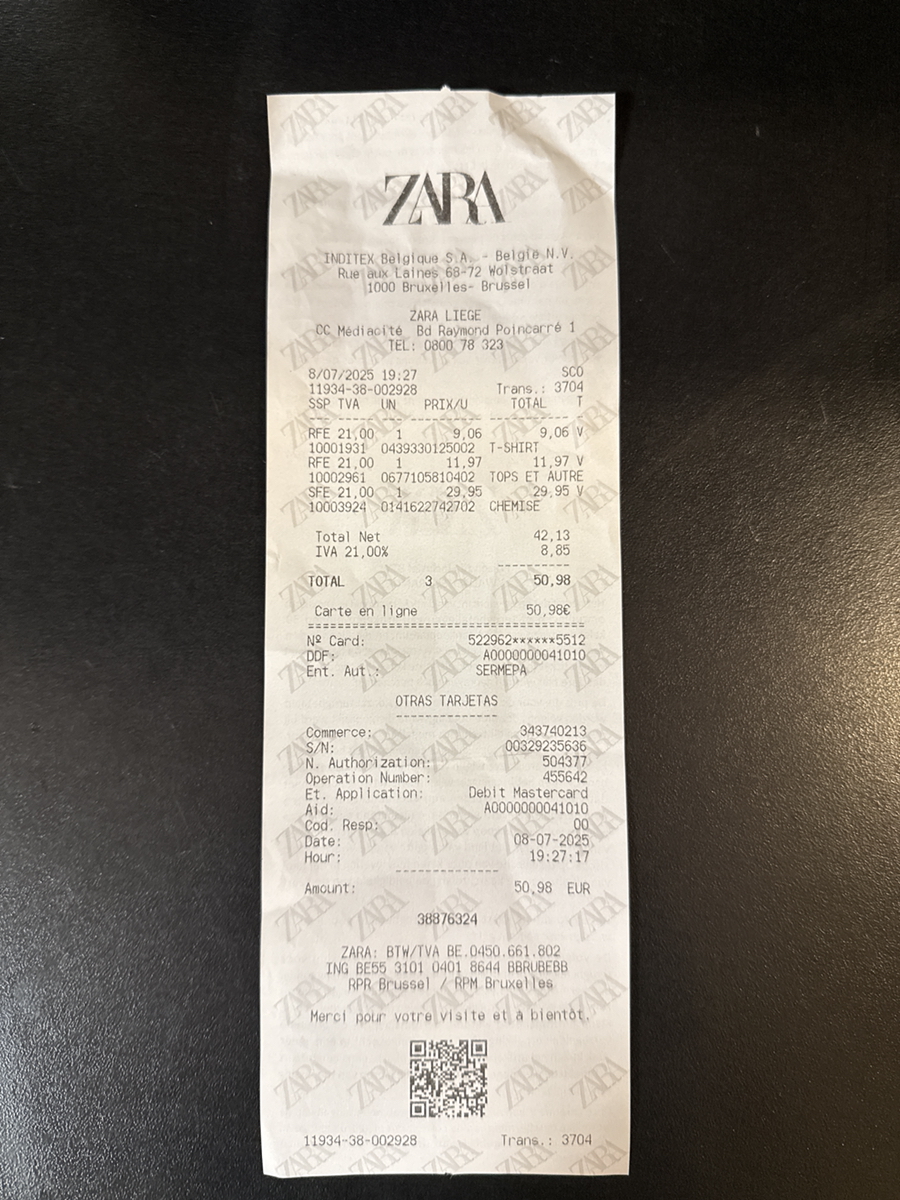 ZARA
INDITEX Belgique S.A. - Belgie N.V.
Rue aux Laines 68-72 Wolstraat
1000 Bruxelles- Brussel
ZARA LIEGE
CC Médiacité Bd Raymond Poincarré 1
TEL: 0800 78 323
8/07/2025 19:27 SCO
11934-38-002928 Trans.: 3704
SSP TVA UN PRIX/U TOTAL T
RFE 21,00 1 9,06 9,06 V
10001931 0439330125002 T-SHIRT
RFE 21,00 1 11,97 11,97 V
10002961 0677105810402 TOPS ET AUTRE
SFE 21,00 1 29,95 29,95 V
10003924 0141622742702 CHEMISE
Total Net 42,13
IVA 21,00% 8,85
TOTAL 3 50,98
Carte en ligne 50,98€
Nº Card: 522962******5512
DDF: A0000000041010
Ent. Aut.: SERMEPA
OTRAS TARJETAS
Commerce: 343740213
S/N: 00329235636
N. Authorization: 504377
Operation Number: 455642
Et. Application: Debit Mastercard
Aid: A0000000041010
Cod. Resp: 00
Date: 08-07-2025
Hour: 19:27:17
Amount: 50,98 EUR
38876324
ZARA: BTW/TVA BE.0450.661.802
ING BE55 3101 0401 8644 BBRUBEBB
RPR Brussel / RPM Bruxelles
Merci pour votre visite et à bientôt.
11934-38-002928 Trans.: 3704